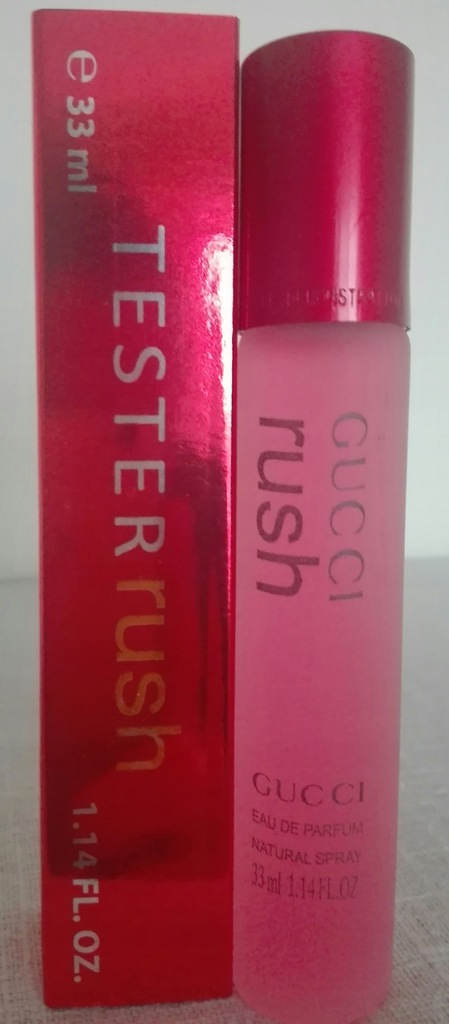 e 33 ml
TESTER rush
1.14 FL. OZ.
GUCCI
rush
GUCCI
EAU DE PARFUM
NATURAL SPRAY
33 ml 1.14 FL.OZ